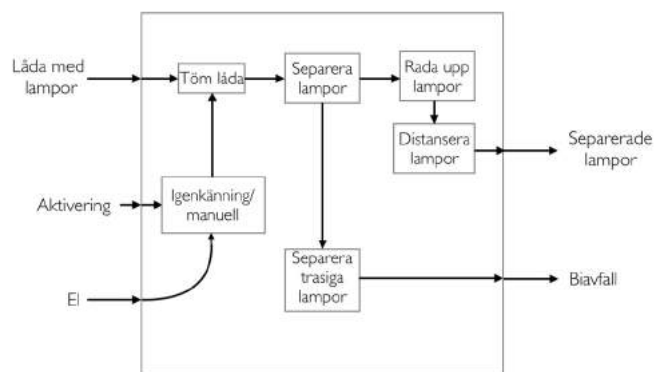 Låda med
lampor
Töm låda
Separera
lampor
Rada upp
lampor
Distansera
lampor
Separerade
lampor
Aktivering
Igenkänning/
manuell
Separera
trasiga
lampor
Biavfall
El